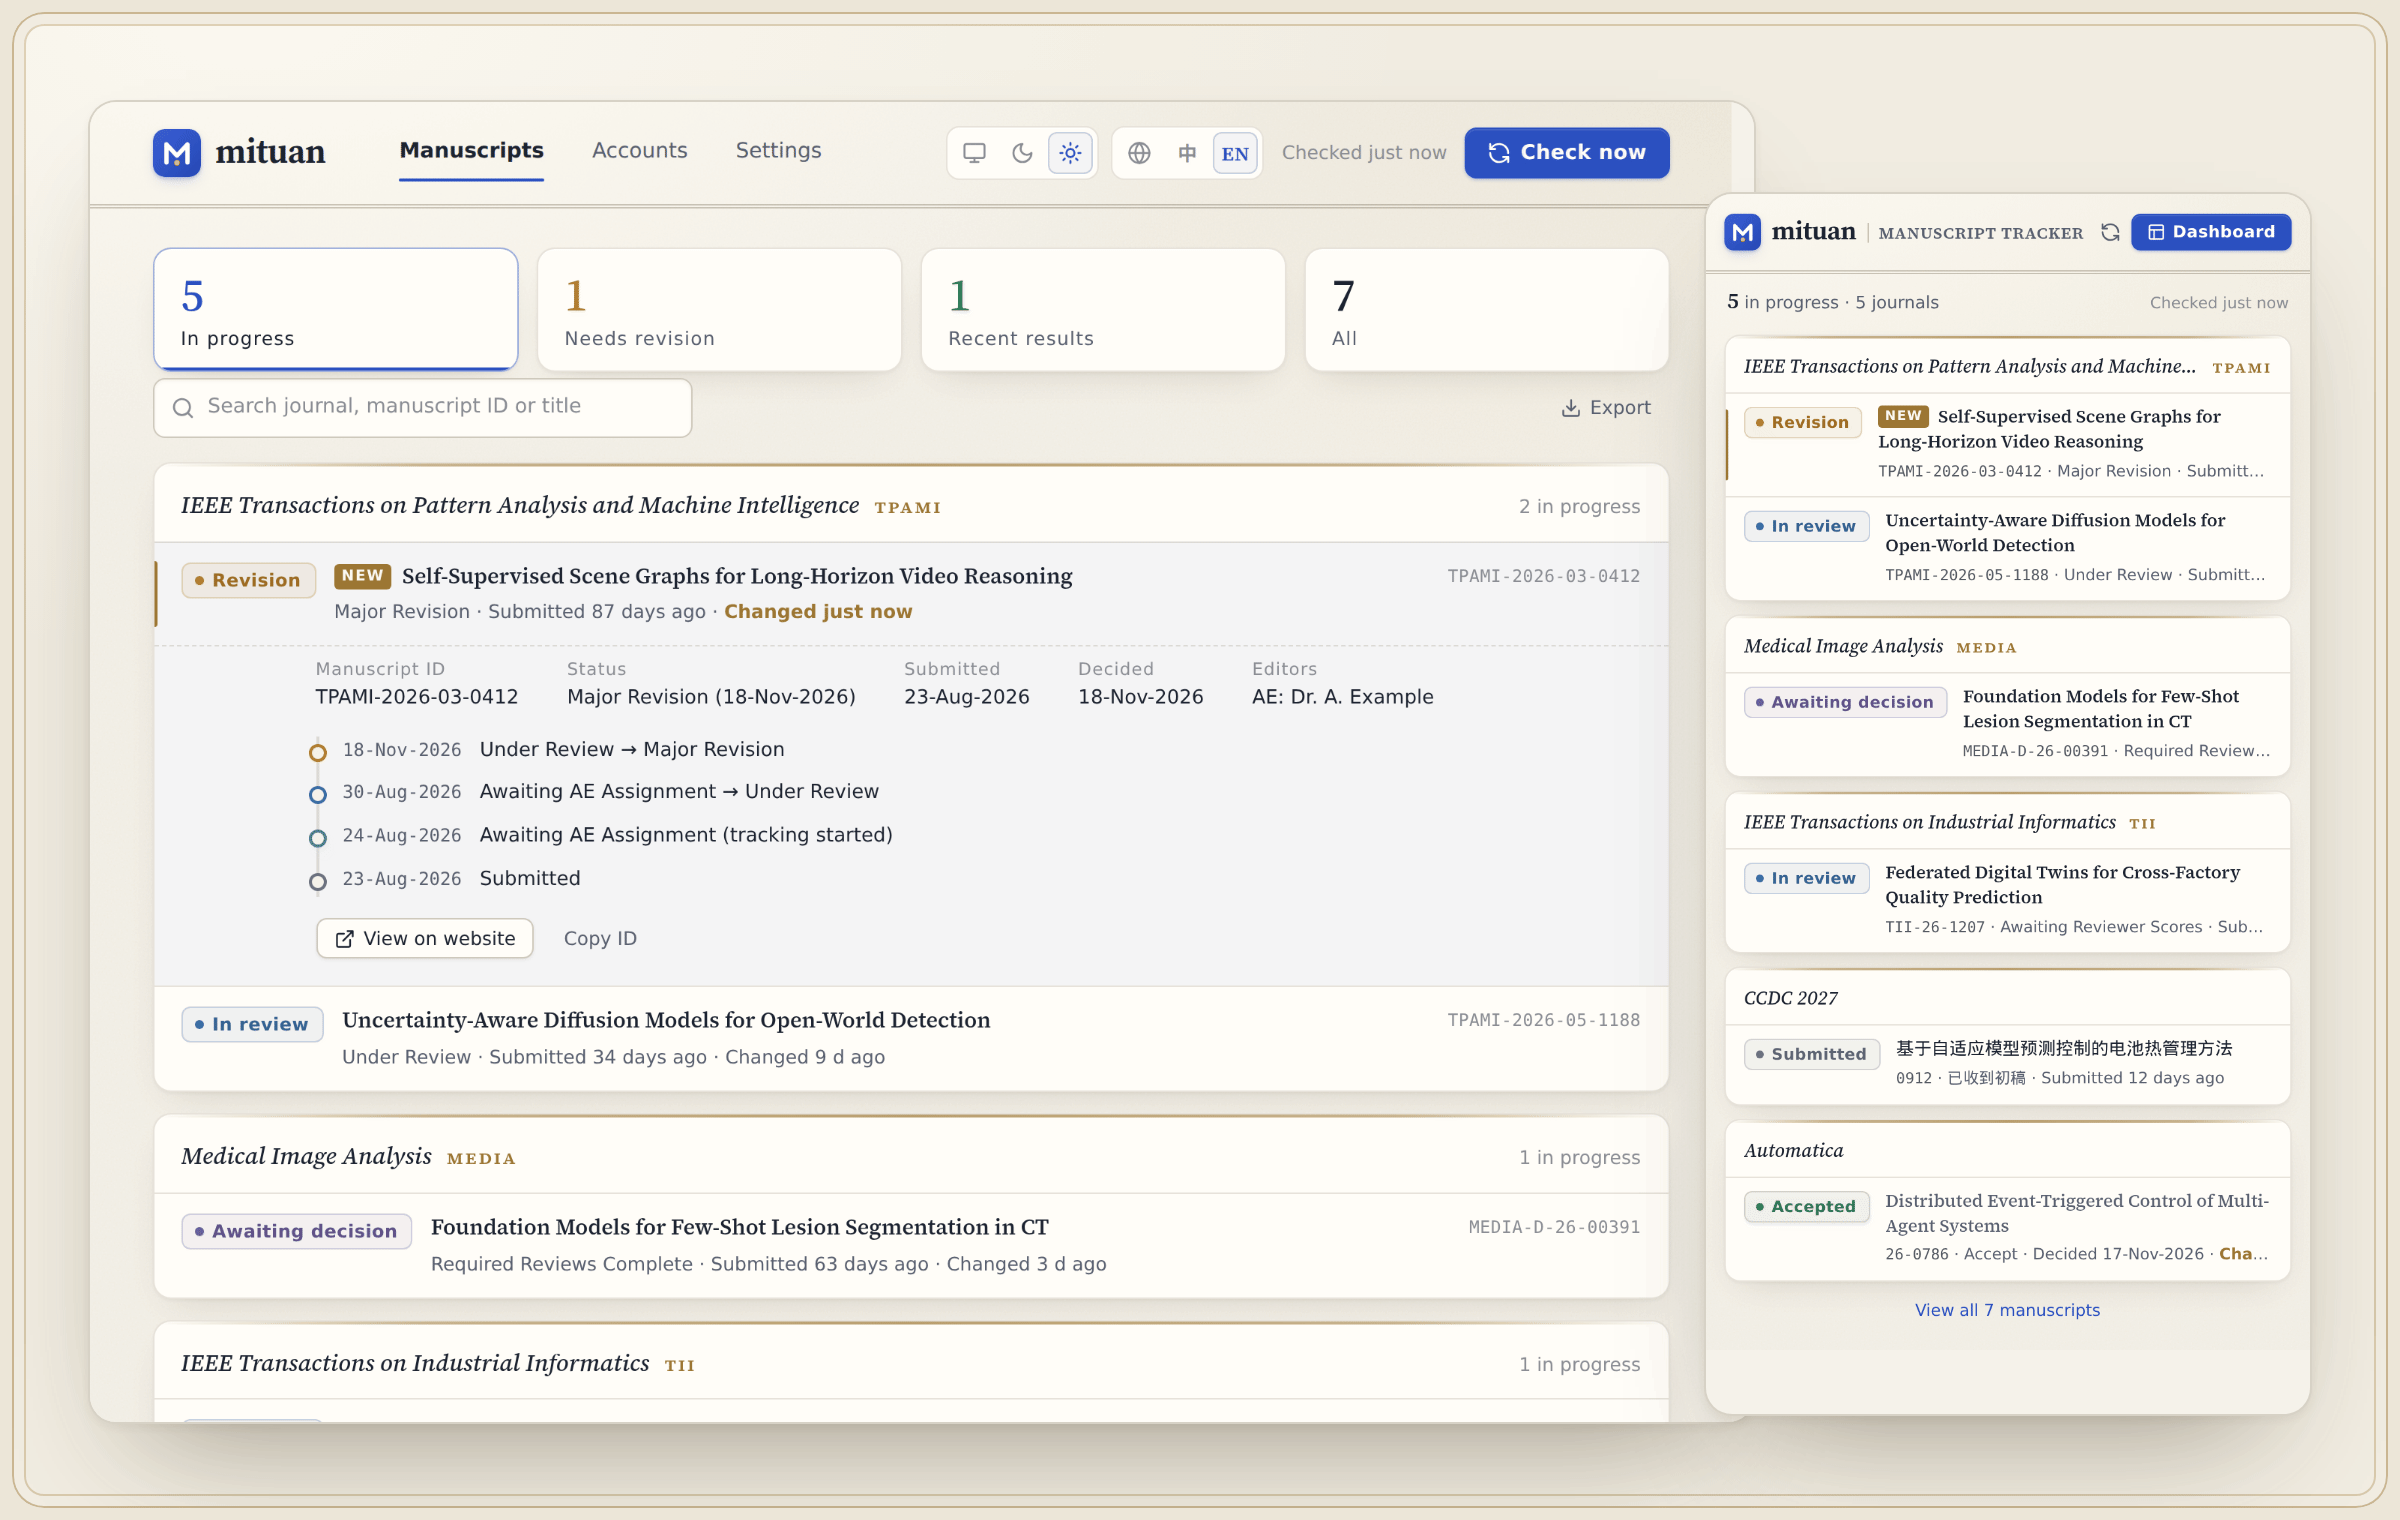 mituan
Manuscripts
Accounts
Settings
中
EN
Checked just now
Check now
5
In progress
1
Needs revision
1
Recent results
7
All
Search journal, manuscript ID or title
Export
IEEE Transactions on Pattern Analysis and Machine Intelligence TPAMI
2 in progress
Revision
NEW Self-Supervised Scene Graphs for Long-Horizon Video Reasoning
TPAMI-2026-03-0412
Major Revision · Submitted 87 days ago · Changed just now
Manuscript ID
TPAMI-2026-03-0412
Status
Major Revision (18-Nov-2026)
Submitted
23-Aug-2026
Decided
18-Nov-2026
Editors
AE: Dr. A. Example
18-Nov-2026 Under Review → Major Revision
30-Aug-2026 Awaiting AE Assignment → Under Review
24-Aug-2026 Awaiting AE Assignment (tracking started)
23-Aug-2026 Submitted
View on website
Copy ID
In review
Uncertainty-Aware Diffusion Models for Open-World Detection
TPAMI-2026-05-1188
Under Review · Submitted 34 days ago · Changed 9 d ago
Medical Image Analysis MEDIA
1 in progress
Awaiting decision
Foundation Models for Few-Shot Lesion Segmentation in CT
MEDIA-D-26-00391
Required Reviews Complete · Submitted 63 days ago · Changed 3 d ago
IEEE Transactions on Industrial Informatics TII
1 in progress
mituan | MANUSCRIPT TRACKER
Dashboard
5 in progress · 5 journals
Checked just now
IEEE Transactions on Pattern Analysis and Machine... TPAMI
Revision
NEW Self-Supervised Scene Graphs for
Long-Horizon Video Reasoning
TPAMI-2026-03-0412 · Major Revision · Submitt...
In review
Uncertainty-Aware Diffusion Models for
Open-World Detection
TPAMI-2026-05-1188 · Under Review · Submitt...
Medical Image Analysis MEDIA
Awaiting decision
Foundation Models for Few-Shot
Lesion Segmentation in CT
MEDIA-D-26-00391 · Required Review...
IEEE Transactions on Industrial Informatics TII
In review
Federated Digital Twins for Cross-Factory
Quality Prediction
TII-26-1207 · Awaiting Reviewer Scores · Sub...
CCDC 2027
Submitted
基于自适应模型预测控制的电池热管理方法
0912 · 已收到初稿 · Submitted 12 days ago
Automatica
Accepted
Distributed Event-Triggered Control of Multi-
Agent Systems
26-0786 · Accept · Decided 17-Nov-2026 · Cha...
View all 7 manuscripts